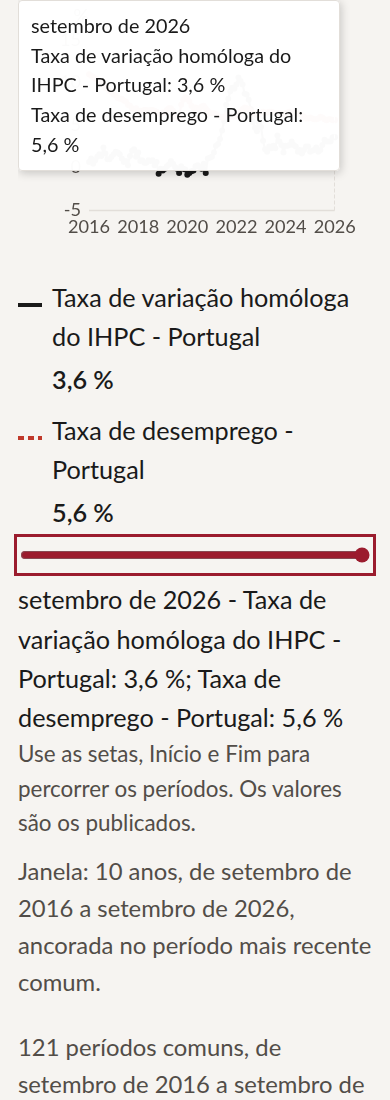 setembro de 2026
Taxa de variação homóloga do
IHPC - Portugal: 3,6 %
Taxa de desemprego - Portugal:
5,6 %
-5
2016 2018 2020 2022 2024 2026
Taxa de variação homóloga
do IHPC - Portugal
3,6 %
Taxa de desemprego -
Portugal
5,6 %
setembro de 2026 - Taxa de
variação homóloga do IHPC -
Portugal: 3,6 %; Taxa de
desemprego - Portugal: 5,6 %
Use as setas, Início e Fim para
percorrer os períodos. Os valores
são os publicados.
Janela: 10 anos, de setembro de
2016 a setembro de 2026,
ancorada no período mais recente
comum.
121 períodos comuns, de
setembro de 2016 a setembro de